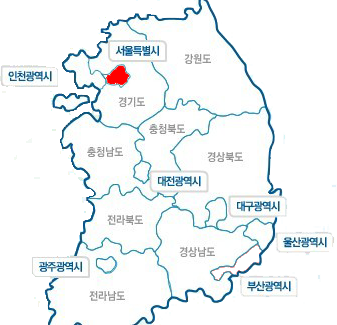 서울특별시
강원도
인천광역시
경기도
충청북도
충청남도
경상북도
대전광역시
대구광역시
전라북도
경상남도
울산광역시
광주광역시
부산광역시
전라남도